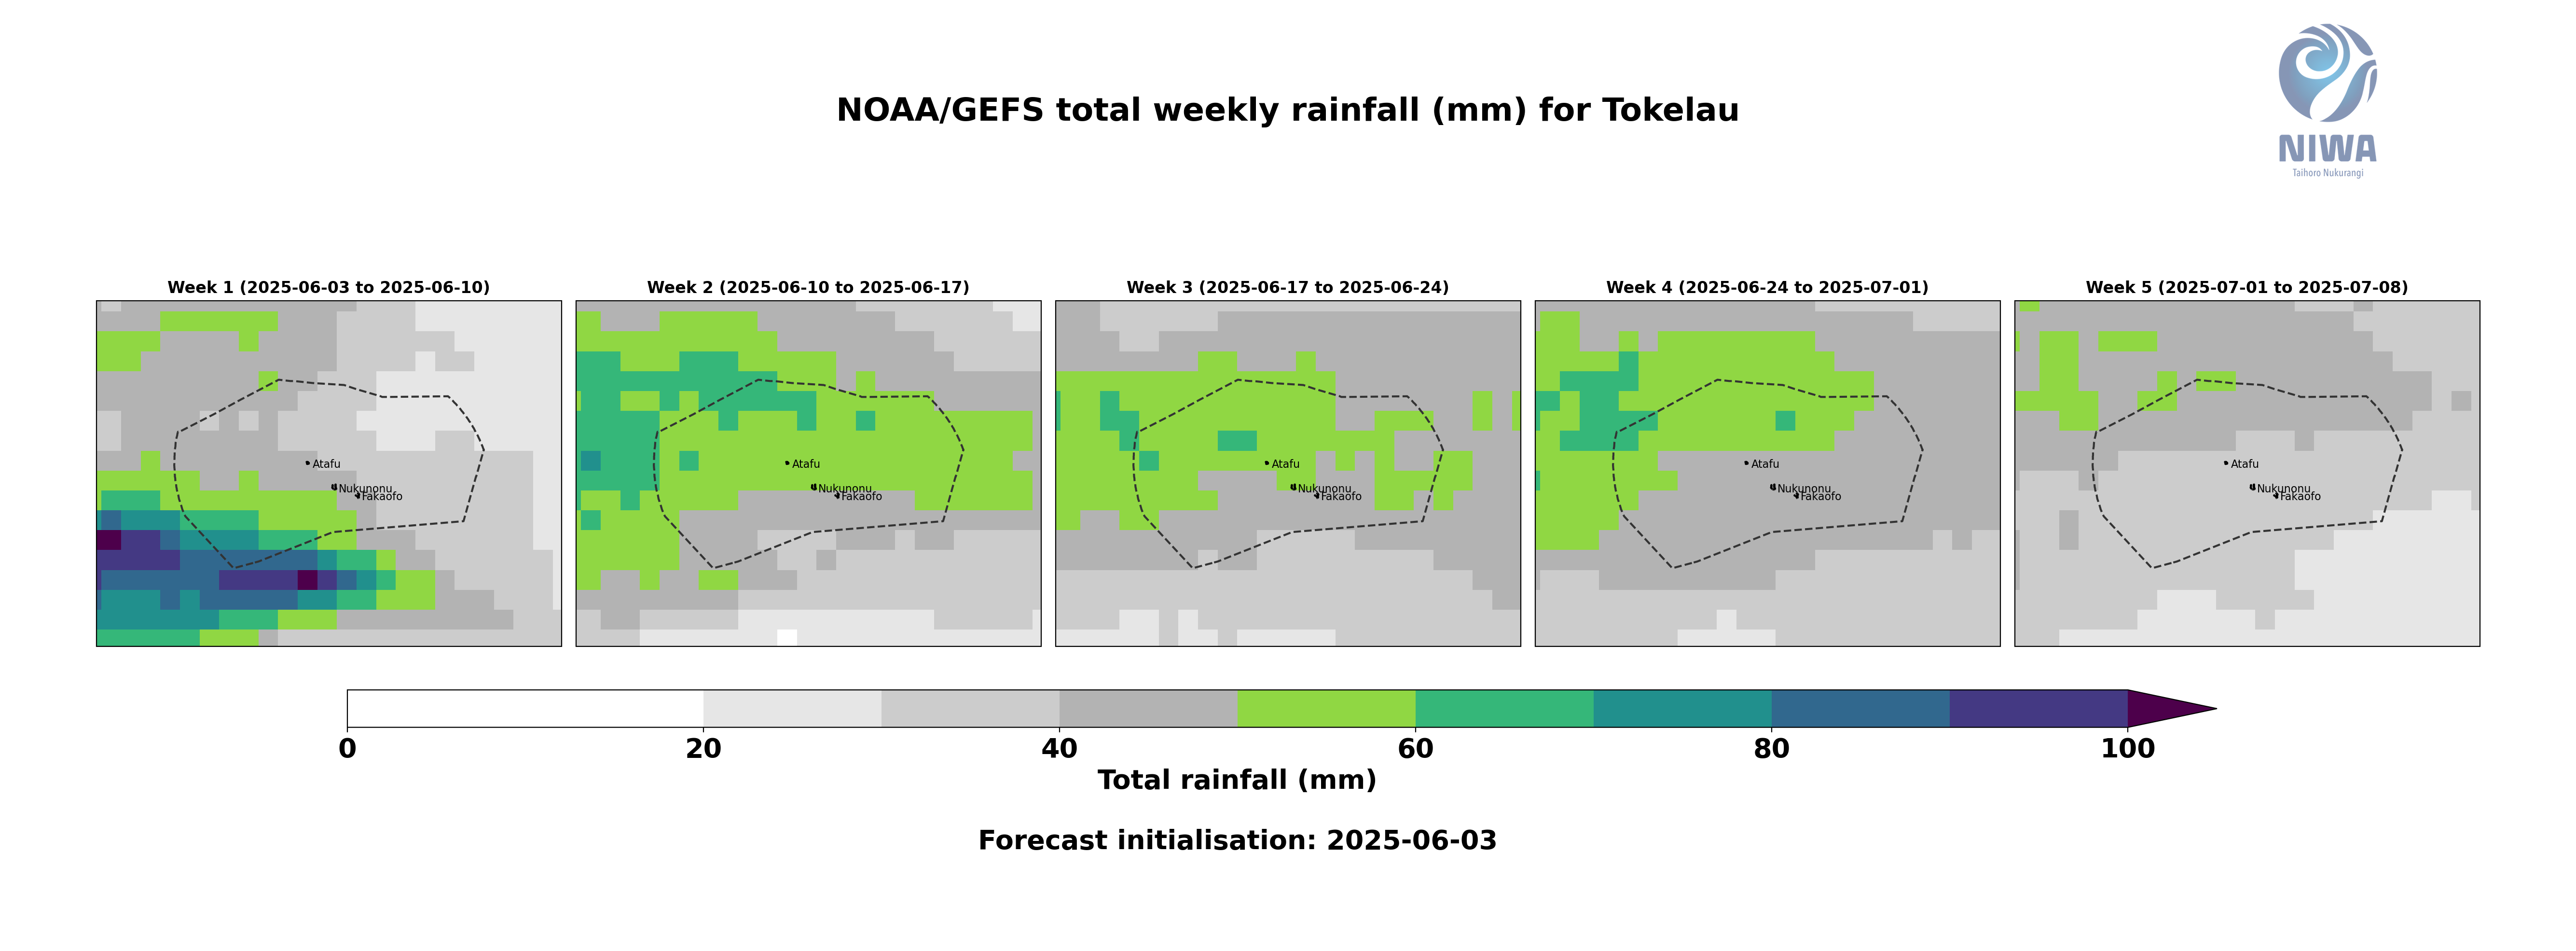 NOAA/GEFS total weekly rainfall (mm) for Tokelau
NIWA
Taihoro Nukurangi
Week 1 (2025-06-03 to 2025-06-10)
Week 2 (2025-06-10 to 2025-06-17)
Week 3 (2025-06-17 to 2025-06-24)
Week 4 (2025-06-24 to 2025-07-01)
Week 5 (2025-07-01 to 2025-07-08)
Atafu
Nukunonu
Fakaofo
Atafu
Nukunonu
Fakaofo
Atafu
Nukunonu
Fakaofo
Atafu
Nukunonu
Fakaofo
Atafu
Nukunonu
Fakaofo
0 20 40 60 80 100
Total rainfall (mm)
Forecast initialisation: 2025-06-03